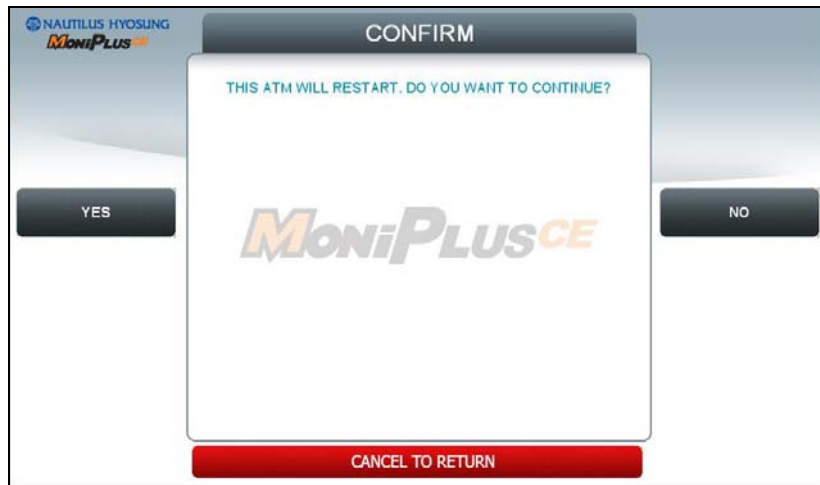 NAUTILUS HYOSUNG
MoniPlusCE
CONFIRM
THIS ATM WILL RESTART. DO YOU WANT TO CONTINUE?
YES
NO
MoniPlusCE
CANCEL TO RETURN